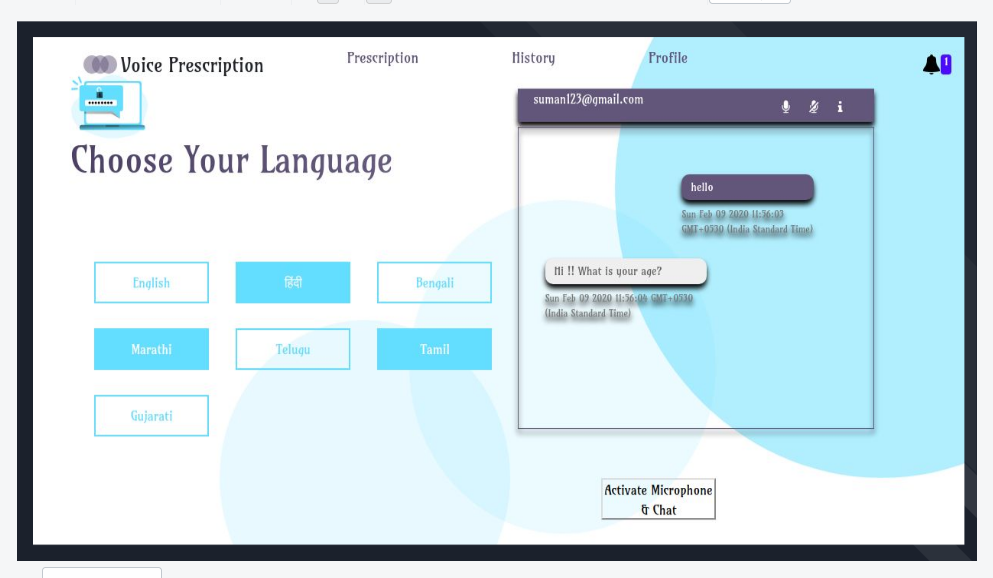 Voice Prescription
Prescription
History
Profile
1
Choose Your Language
English
हिंदी
Bengali
Marathi
Telugu
Tamil
Gujarati
suman123@gmail.com
hello
Sun Feb 09 2020 11:56:03
GMT+0530 (India Standard Time)
Hi !! What is your age?
Sun Feb 09 2020 11:56:04 GMT+0530
(India Standard Time)
Activate Microphone
& Chat